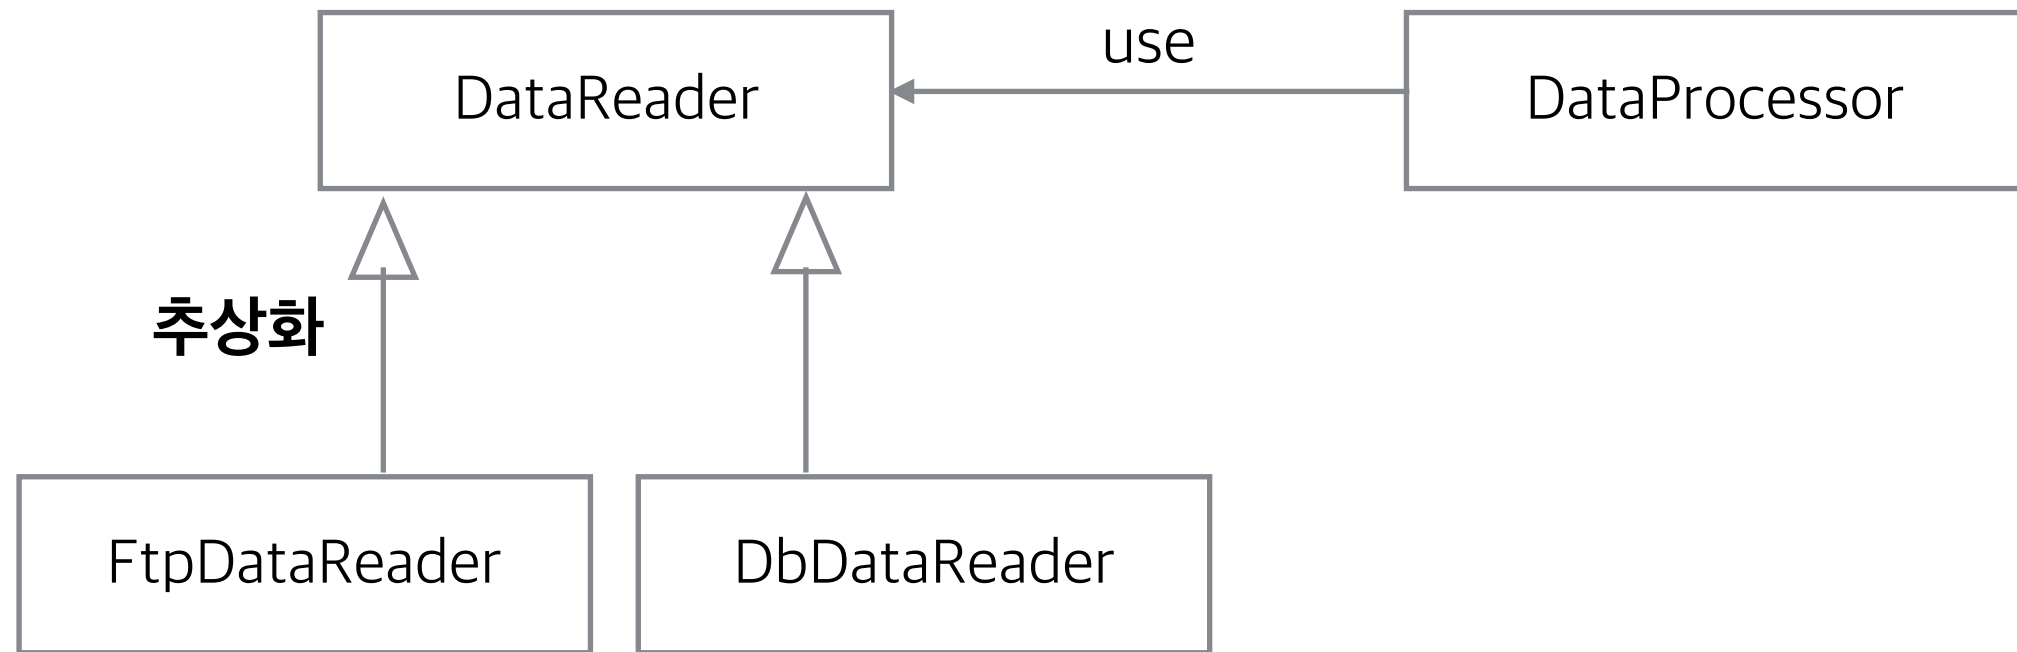 use
DataReader
DataProcessor
추상화
FtpDataReader
DbDataReader